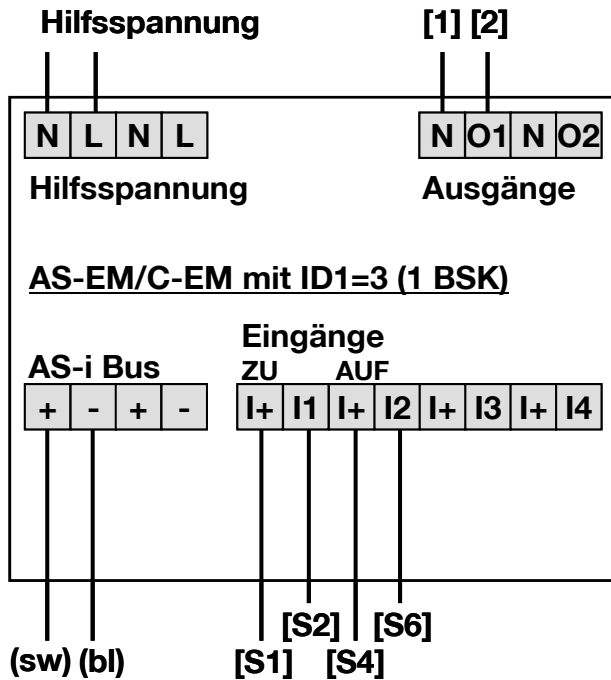 Hilfsspannung [1] [2]
N L N L N O1 N O2
Hilfsspannung Ausgänge
AS-EM/C-EM mit ID1=3 (1 BSK)
Eingänge
AS-i Bus ZU AUF
+ - + - I+ I1 I+ I2 I+ I3 I+ I4
[S2] [S6]
(sw) (bl) [S1] [S4]